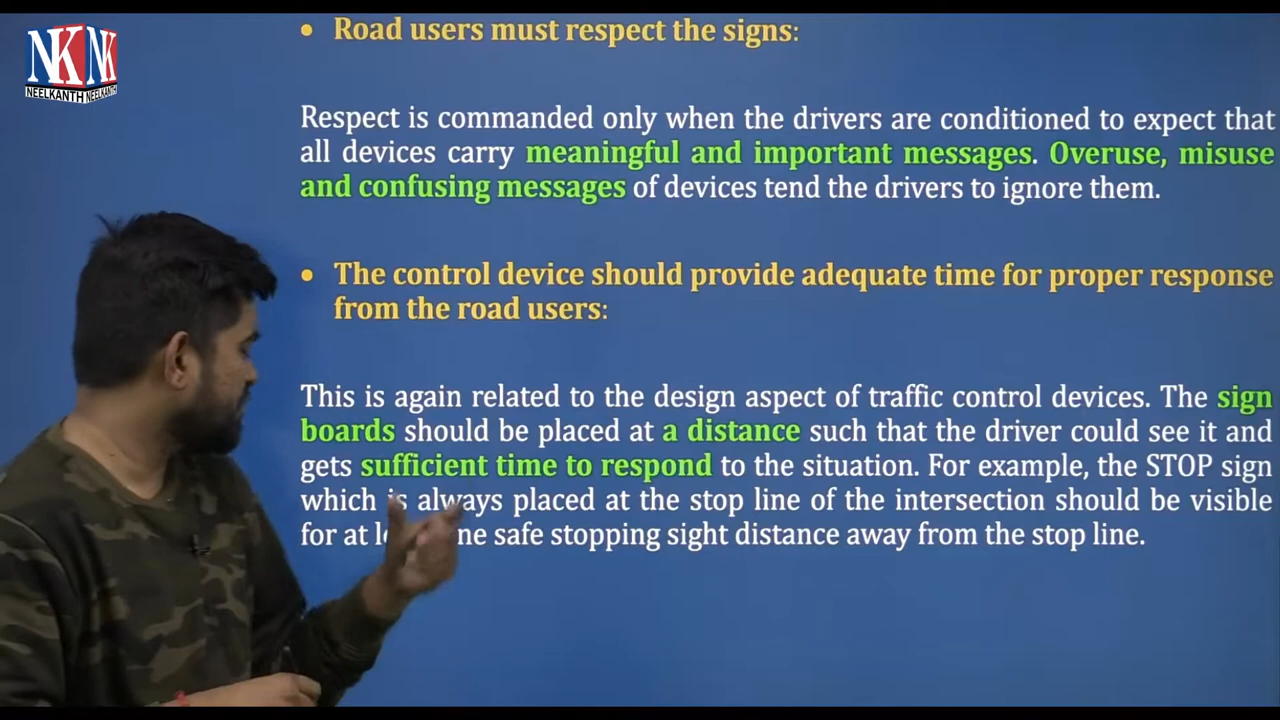 NKNK
NEELKANTH NEELKANTH
• Road users must respect the signs:
Respect is commanded only when the drivers are conditioned to expect that
all devices carry meaningful and important messages. Overuse, misuse
and confusing messages of devices tend the drivers to ignore them.
• The control device should provide adequate time for proper response
from the road users:
This is again related to the design aspect of traffic control devices. The sign
boards should be placed at a distance such that the driver could see it and
gets sufficient time to respond to the situation. For example, the STOP sign
which is always placed at the stop line of the intersection should be visible
for at safe stopping sight distance away from the stop line.